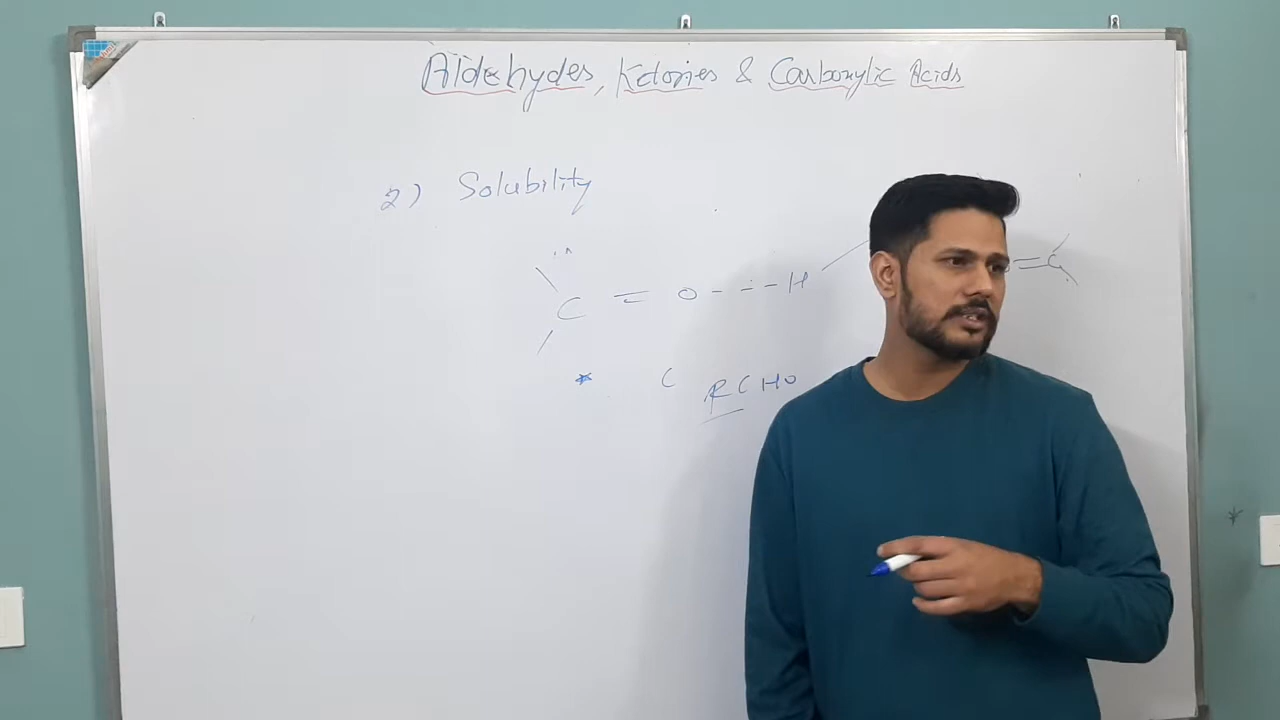 Aldehydes, Ketones & Carboxylic Acids
2) Solubility
C = O --- H
=C
* C RCHO